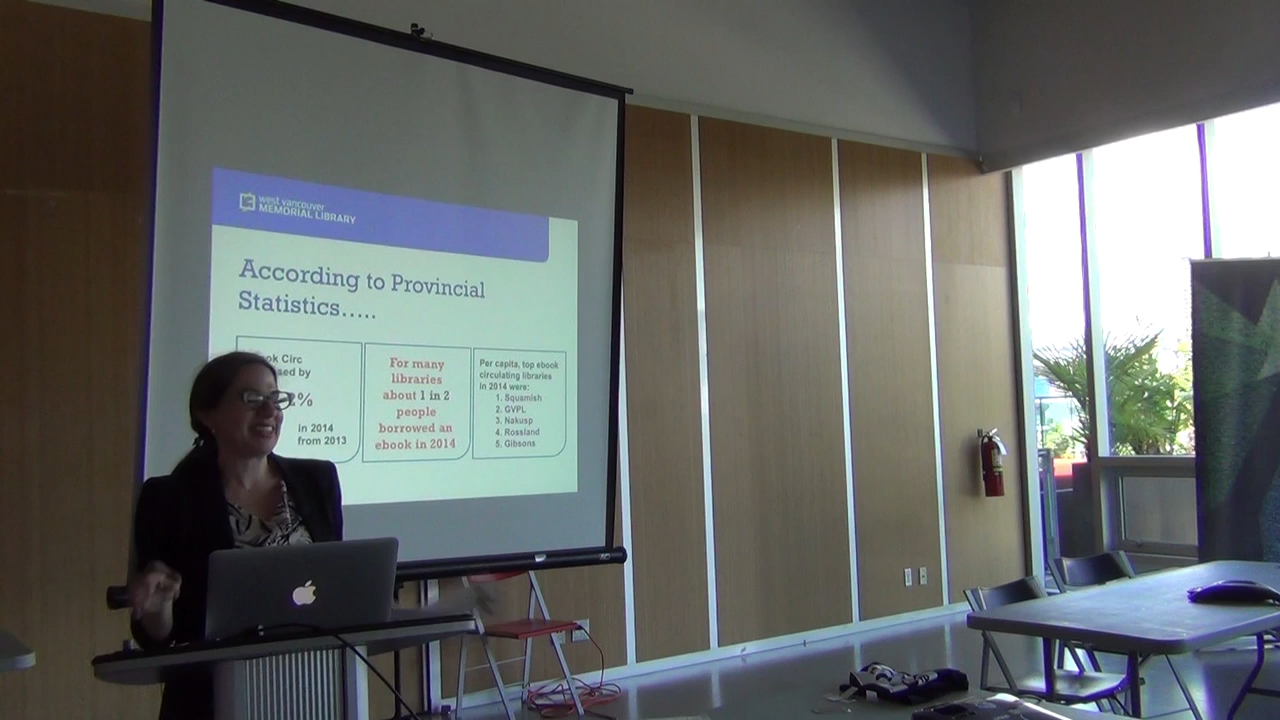 west vancouver
MEMORIAL LIBRARY
According to Provincial
Statistics.....
Circ
by
in 2014
from 2013
For many
libraries
about 1 in 2
people
borrowed an
ebook in 2014
Per capita, top ebook
circulating libraries
in 2014 were:
1. Squamish
2. GVPL
3. Nakusp
4. Rossland
5. Gibsons